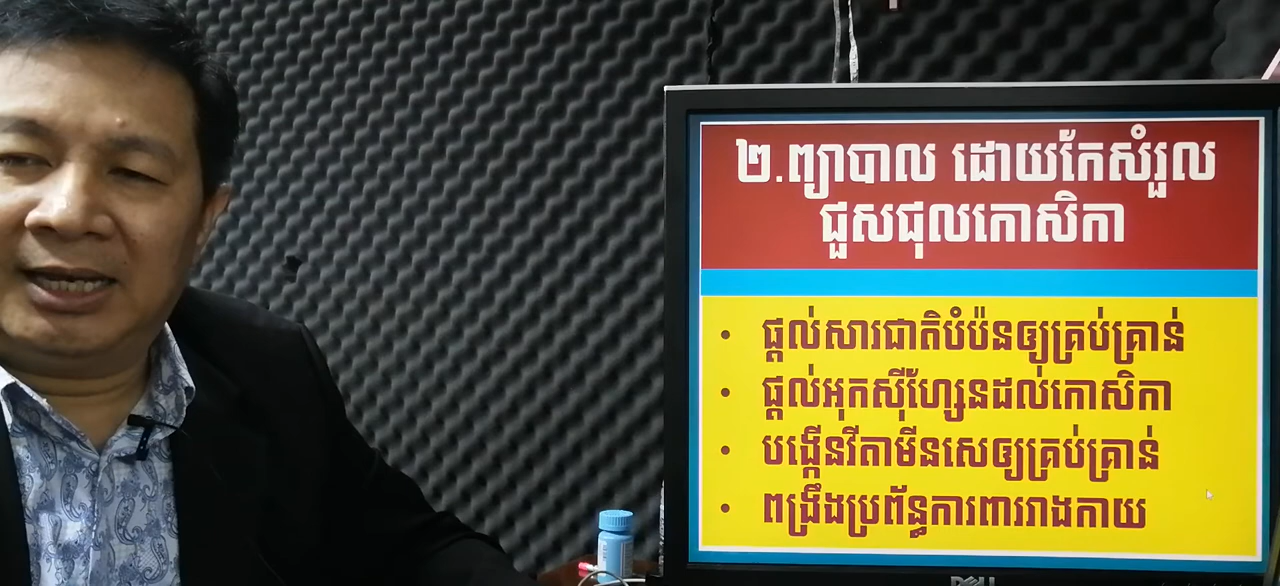 ២.ព្យាបាល ដោយកែសំរួល
ជួសជុលកោសិកា
• ផ្តល់សារជាតិបំប៉នឲ្យគ្រប់គ្រាន់
• ផ្តល់អុកស៊ីហ្សែនដល់កោសិកា
• បង្កើនវីតាមីនសេឲ្យគ្រប់គ្រាន់
• ពង្រឹងប្រព័ន្ធការពាររាងកាយ
DELL